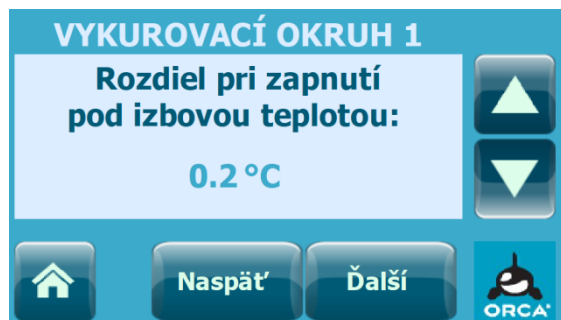 VYKUROVACÍ OKRUH 1
Rozdiel pri zapnutí
pod izbovou teplotou:
0.2 °C
Naspäť
Ďalší
ORCA